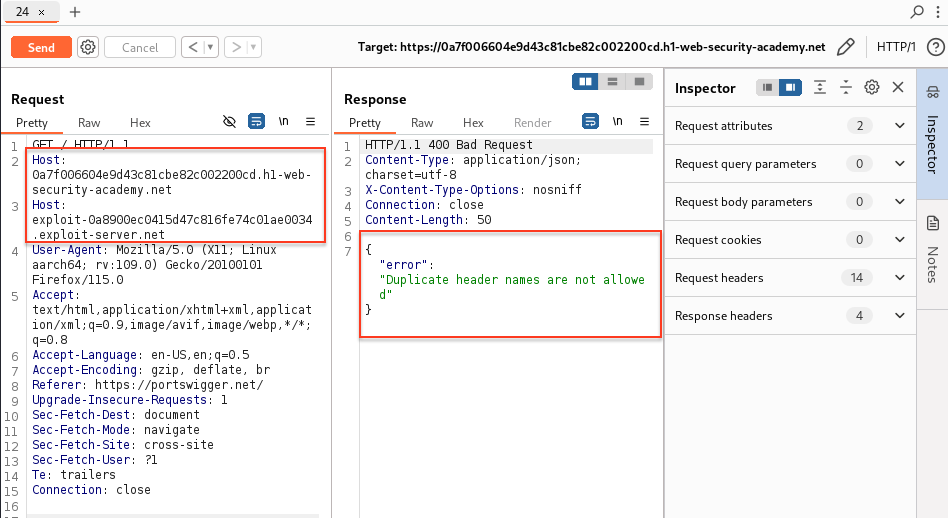 24 × +
Send Cancel < > Target: https://0a7f006604e9d43c81cbe82c002200cd.h1-web-security-academy.net HTTP/1 ?
Request
Pretty Raw Hex \n
1 GET / HTTP/1.1
2 Host:
0a7f006604e9d43c81cbe82c002200cd.h1-web-
security-academy.net
3 Host:
exploit-0a8900ec0415d47c816fe74c01ae0034
.exploit-server.net
4 User-Agent: Mozilla/5.0 (X11; Linux
aarch64; rv:109.0) Gecko/20100101
Firefox/115.0
5 Accept:
text/html,application/xhtml+xml,applicat
ion/xml;q=0.9,image/avif,image/webp,*/*;
q=0.8
6 Accept-Language: en-US,en;q=0.5
7 Accept-Encoding: gzip, deflate, br
8 Referer: https://portswigger.net/
9 Upgrade-Insecure-Requests: 1
10 Sec-Fetch-Dest: document
11 Sec-Fetch-Mode: navigate
12 Sec-Fetch-Site: cross-site
13 Sec-Fetch-User: ?1
14 Te: trailers
15 Connection: close
16
Response
Pretty Raw Hex Render \n
1 HTTP/1.1 400 Bad Request
2 Content-Type: application/json;
charset=utf-8
3 X-Content-Type-Options: nosniff
4 Connection: close
5 Content-Length: 50
6
7 {
"error":
"Duplicate header names are not allowe
d"
}
Inspector
Request attributes 2
Request query parameters 0
Request body parameters 0
Request cookies 0
Request headers 14
Response headers 4
Inspector
Notes